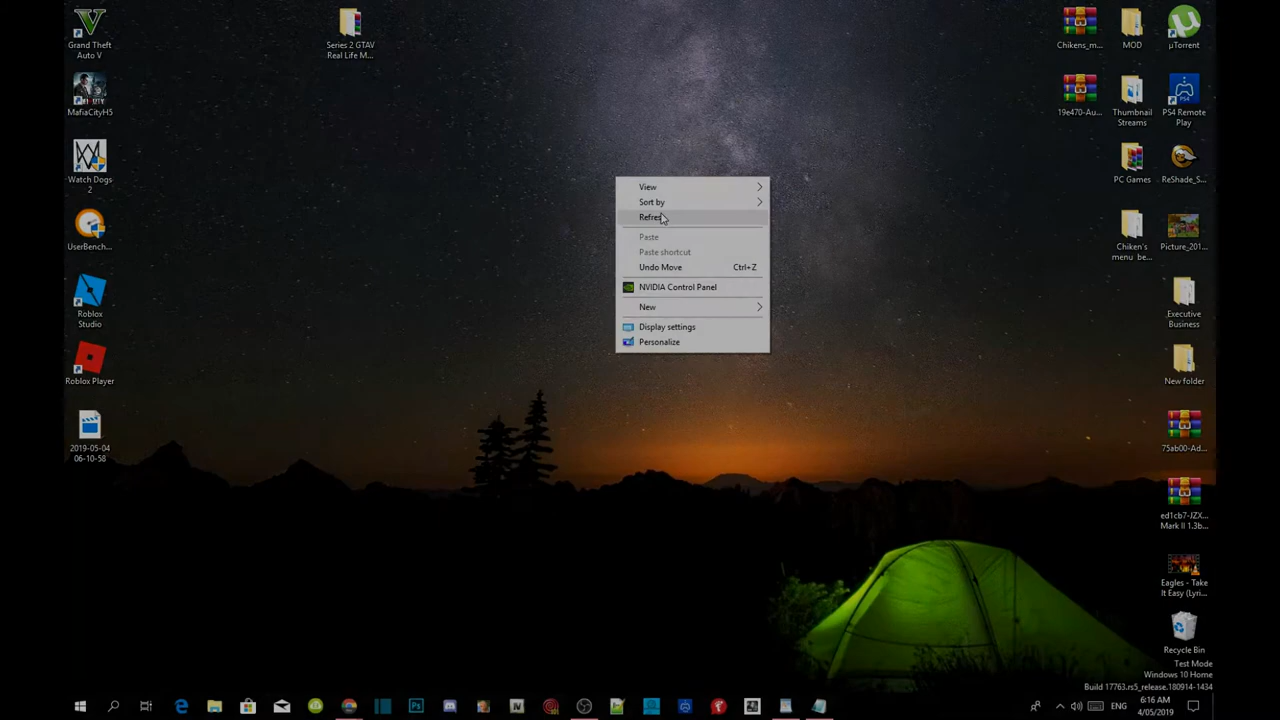 Grand Theft
Auto V
MafiaCityH5
Watch Dogs
2
UserBench...
Roblox
Studio
Roblox Player
2019-05-04
06-10-58
Series 2 GTAV
Real Life M...
View
Sort by
Refres
Paste
Paste shortcut
Undo Move Ctrl+Z
NVIDIA Control Panel
New
Display settings
Personalize
Chikens_m...
19e470-Au...
MOD
Thumbnail
Streams
PC Games
Chiken's
menu be...
µTorrent
PS4 Remote
Play
ReShade_S...
Picture_201...
Executive
Business
New folder
75ab00-Ad...
ed1cb7-JZX...
Mark II 1.3b...
Eagles - Take
It Easy (Lyri...
Recycle Bin
Test Mode
Windows 10 Home
Build 17763.rs5_release.180914-1434
Ps
ENG
6:16 AM
4/05/2019